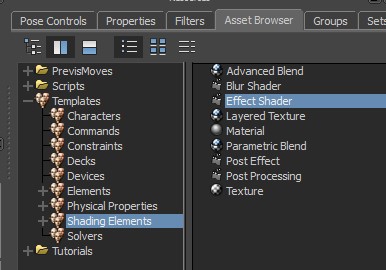 Pose Controls Properties Filters Asset Browser Groups Sets
PrevisMoves
Scripts
Templates
Characters
Commands
Constraints
Decks
Devices
Elements
Physical Properties
Shading Elements
Solvers
Tutorials
Advanced Blend
Blur Shader
Effect Shader
Layered Texture
Material
Parametric Blend
Post Effect
Post Processing
Texture